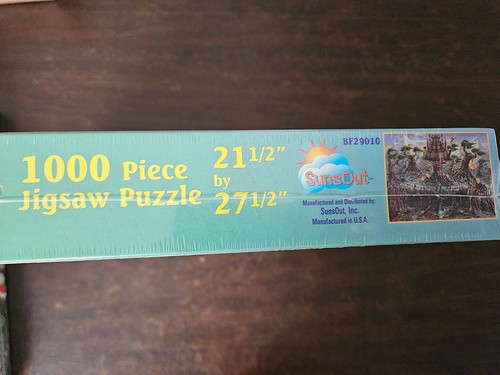 1000 Piece
Jigsaw Puzzle
21 1/2"
by
27 1/2"
BF29010
SunsOut
Manufactured and Distributed by:
SunsOut, Inc.
Manufactured in U.S.A.